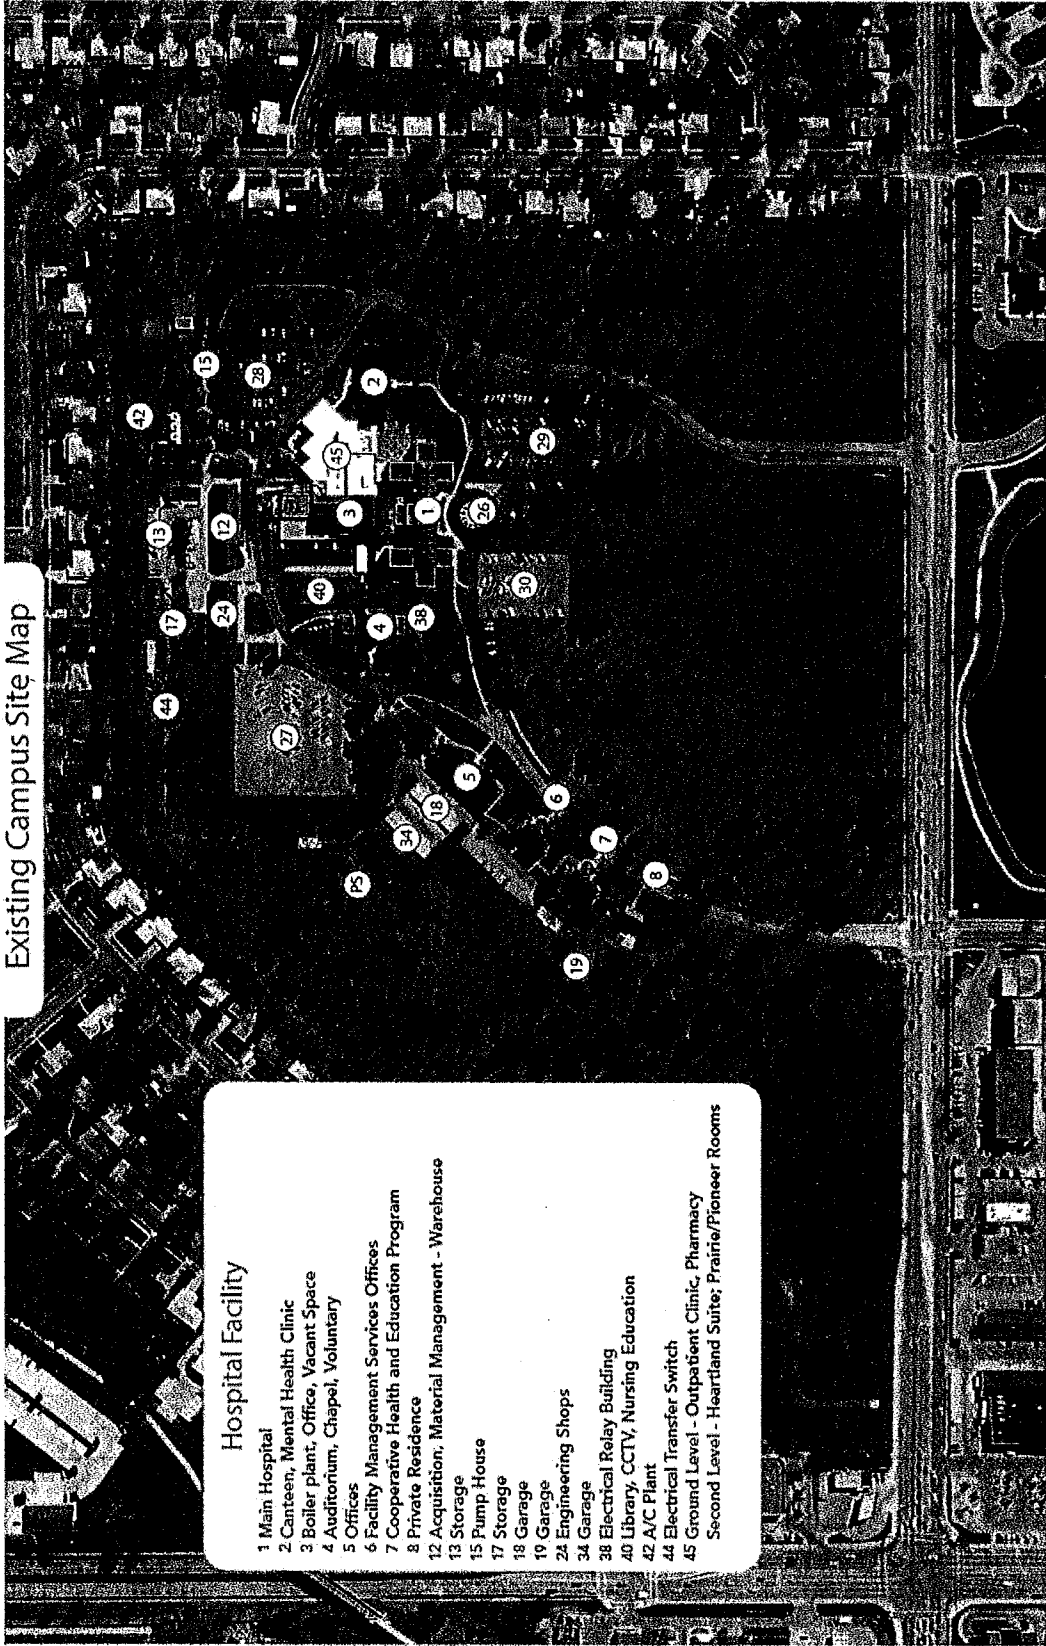 Existing Campus Site Map
Hospital Facility
1 Main Hospital
2 Canteen, Mental Health Clinic
3 Boiler plant, Office, Vacant Space
4 Auditorium, Chapel, Voluntary
5 Offices
6 Facility Management Services Offices
7 Cooperative Health and Education Program
8 Private Residence
12 Acquisition, Material Management - Warehouse
13 Storage
15 Pump House
17 Storage
18 Garage
19 Garage
24 Engineering Shops
34 Garage
38 Electrical Relay Building
40 Library, CCTV, Nursing Education
42 A/C Plant
44 Electrical Transfer Switch
45 Ground Level - Outpatient Clinic, Pharmacy
Second Level - Heartland Suite; Prairie/Pioneer Rooms
44
17
13
42
15
24
12
28
27
40
3
45
2
PS
34
18
4
38
1
5
26
29
30
6
19
7
8